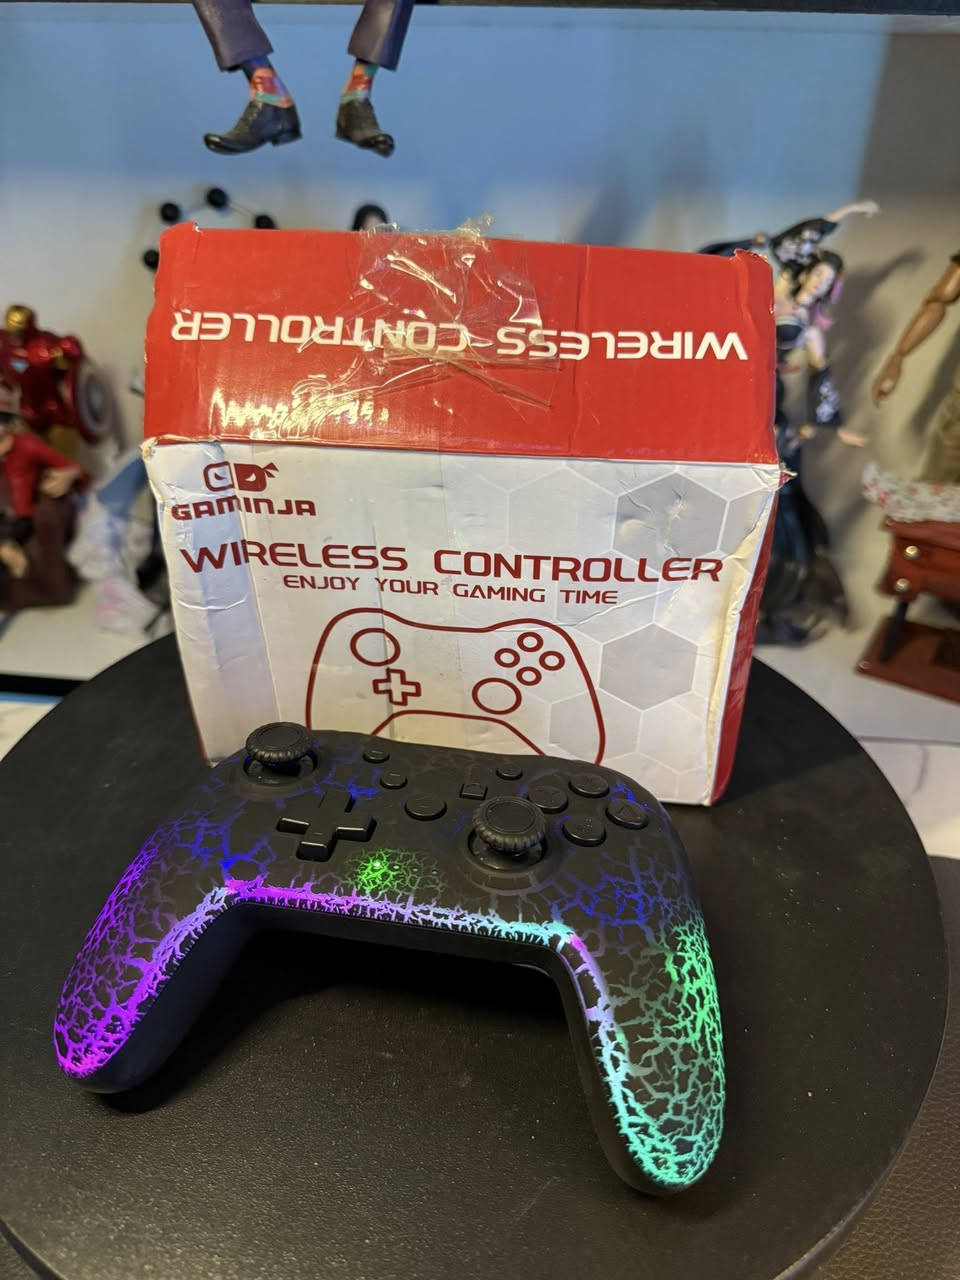 WIRELESS CONTROLLER
GAMINJA
WIRELESS CONTROLLER
ENJOY YOUR GAMING TIME